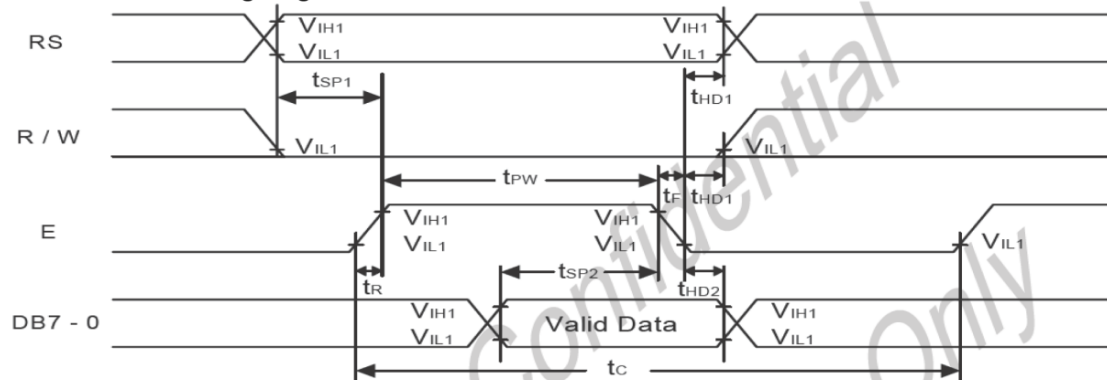 RS VIH1 VIH1
VIL1 VIL1
tSP1 tHD1
R / W VIL1 VIL1
tPW tF tHD1
E VIH1 VIH1
VIL1 VIL1 VIL1
tR tSP2 tHD2
DB7 - 0 VIH1 Valid Data VIH1
VIL1 VIL1
tC
Confidential
Only